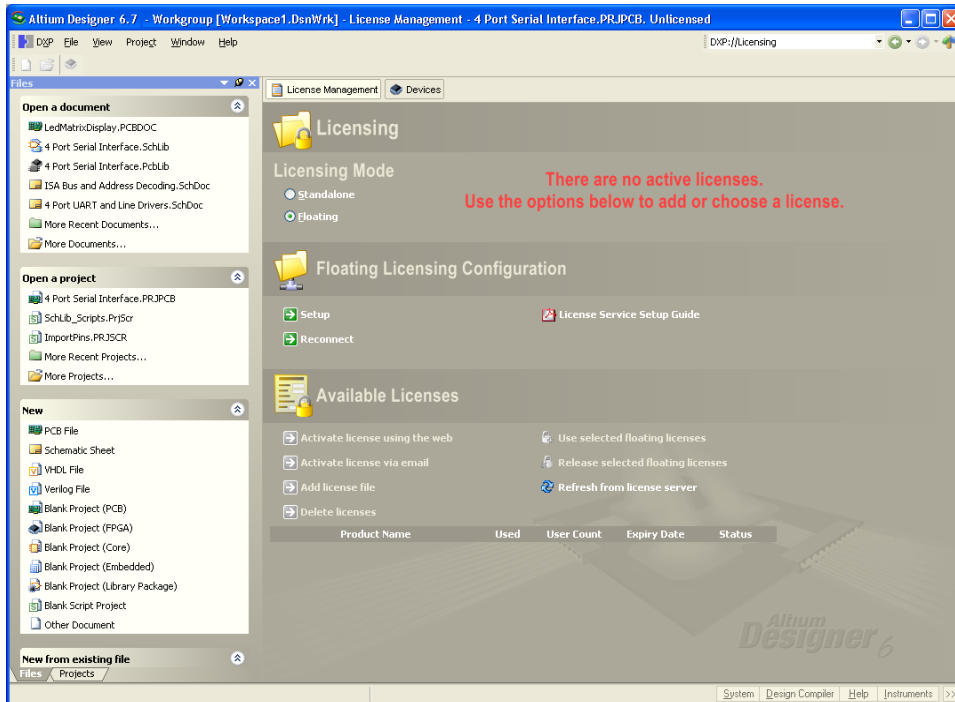 Altium Designer 6.7 - Workgroup [Workspace1.DsnWrk] - License Management - 4 Port Serial Interface.PRJPCB. Unlicensed
DXP File View Project Window Help
DXP://Licensing
Files
License Management Devices
Open a document
LedMatrixDisplay.PCBDOC
4 Port Serial Interface.SchLib
4 Port Serial Interface.PcbLib
ISA Bus and Address Decoding.SchDoc
4 Port UART and Line Drivers.SchDoc
More Recent Documents...
More Documents...
Open a project
4 Port Serial Interface.PRJPCB
SchLib_Scripts.PrjScr
ImportPins.PRJSCR
More Recent Projects...
More Projects...
New
PCB File
Schematic Sheet
VHDL File
Verilog File
Blank Project (PCB)
Blank Project (FPGA)
Blank Project (Core)
Blank Project (Embedded)
Blank Project (Library Package)
Blank Script Project
Other Document
New from existing file
Files Projects
Licensing
Licensing Mode
Standalone
Floating
There are no active licenses.
Use the options below to add or choose a license.
Floating Licensing Configuration
Setup
License Service Setup Guide
Reconnect
Available Licenses
Activate license using the web
Use selected floating licenses
Activate license via email
Release selected floating licenses
Add license file
Refresh from license server
Delete licenses
Product Name Used User Count Expiry Date Status
Altium
Designer 6
System Design Compiler Help Instruments >>